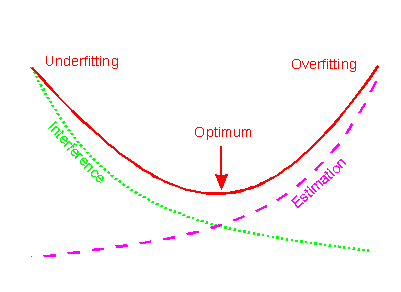 Underfitting
Overfitting
Optimum
Interference
Estimation